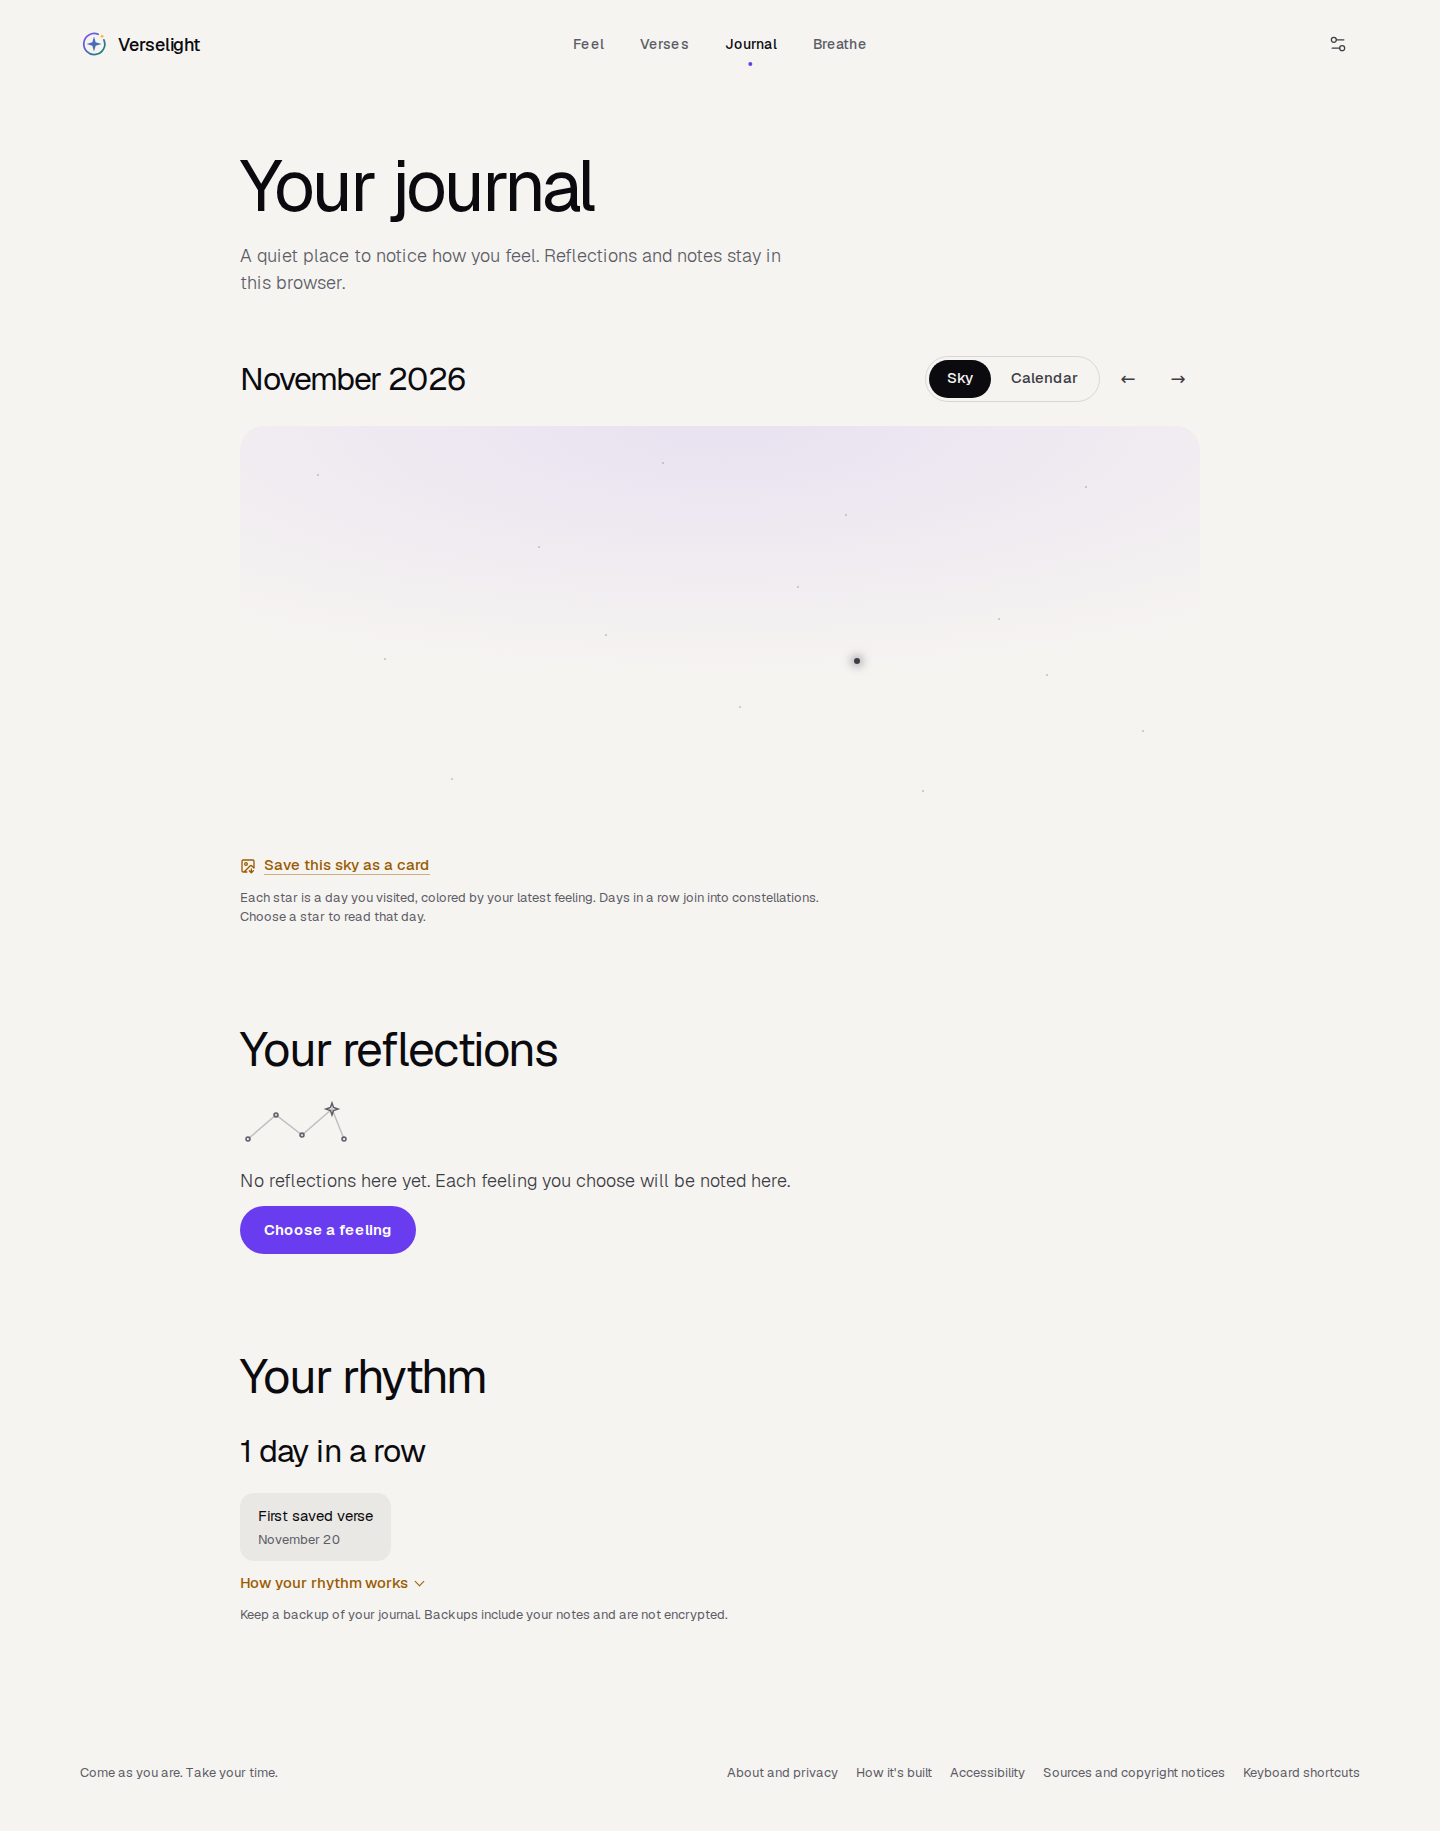 Verselight
Feel
Verses
Journal
Breathe
Your journal
A quiet place to notice how you feel. Reflections and notes stay in
this browser.
November 2026
Sky
Calendar
←
→
Save this sky as a card
Each star is a day you visited, colored by your latest feeling. Days in a row join into constellations.
Choose a star to read that day.
Your reflections
No reflections here yet. Each feeling you choose will be noted here.
Choose a feeling
Your rhythm
1 day in a row
First saved verse
November 20
How your rhythm works
Keep a backup of your journal. Backups include your notes and are not encrypted.
Come as you are. Take your time.
About and privacy
How it's built
Accessibility
Sources and copyright notices
Keyboard shortcuts